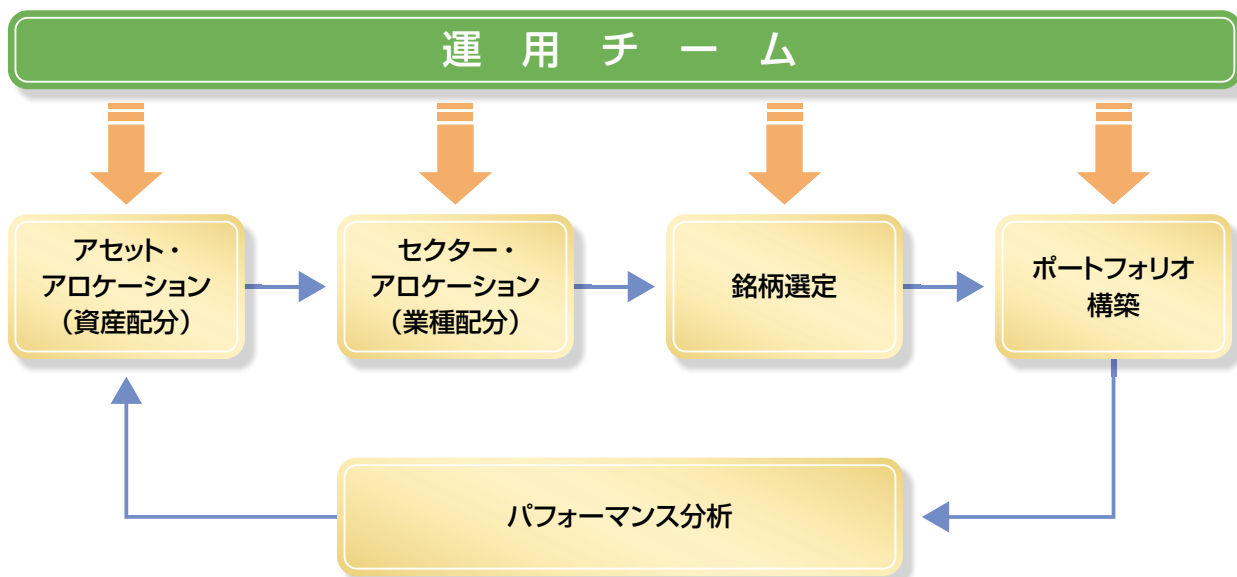 運用チーム
アセット・
アロケーション
（資産配分）
セクター・
アロケーション
（業種配分）
銘柄選定
ポートフォリオ
構築
パフォーマンス分析